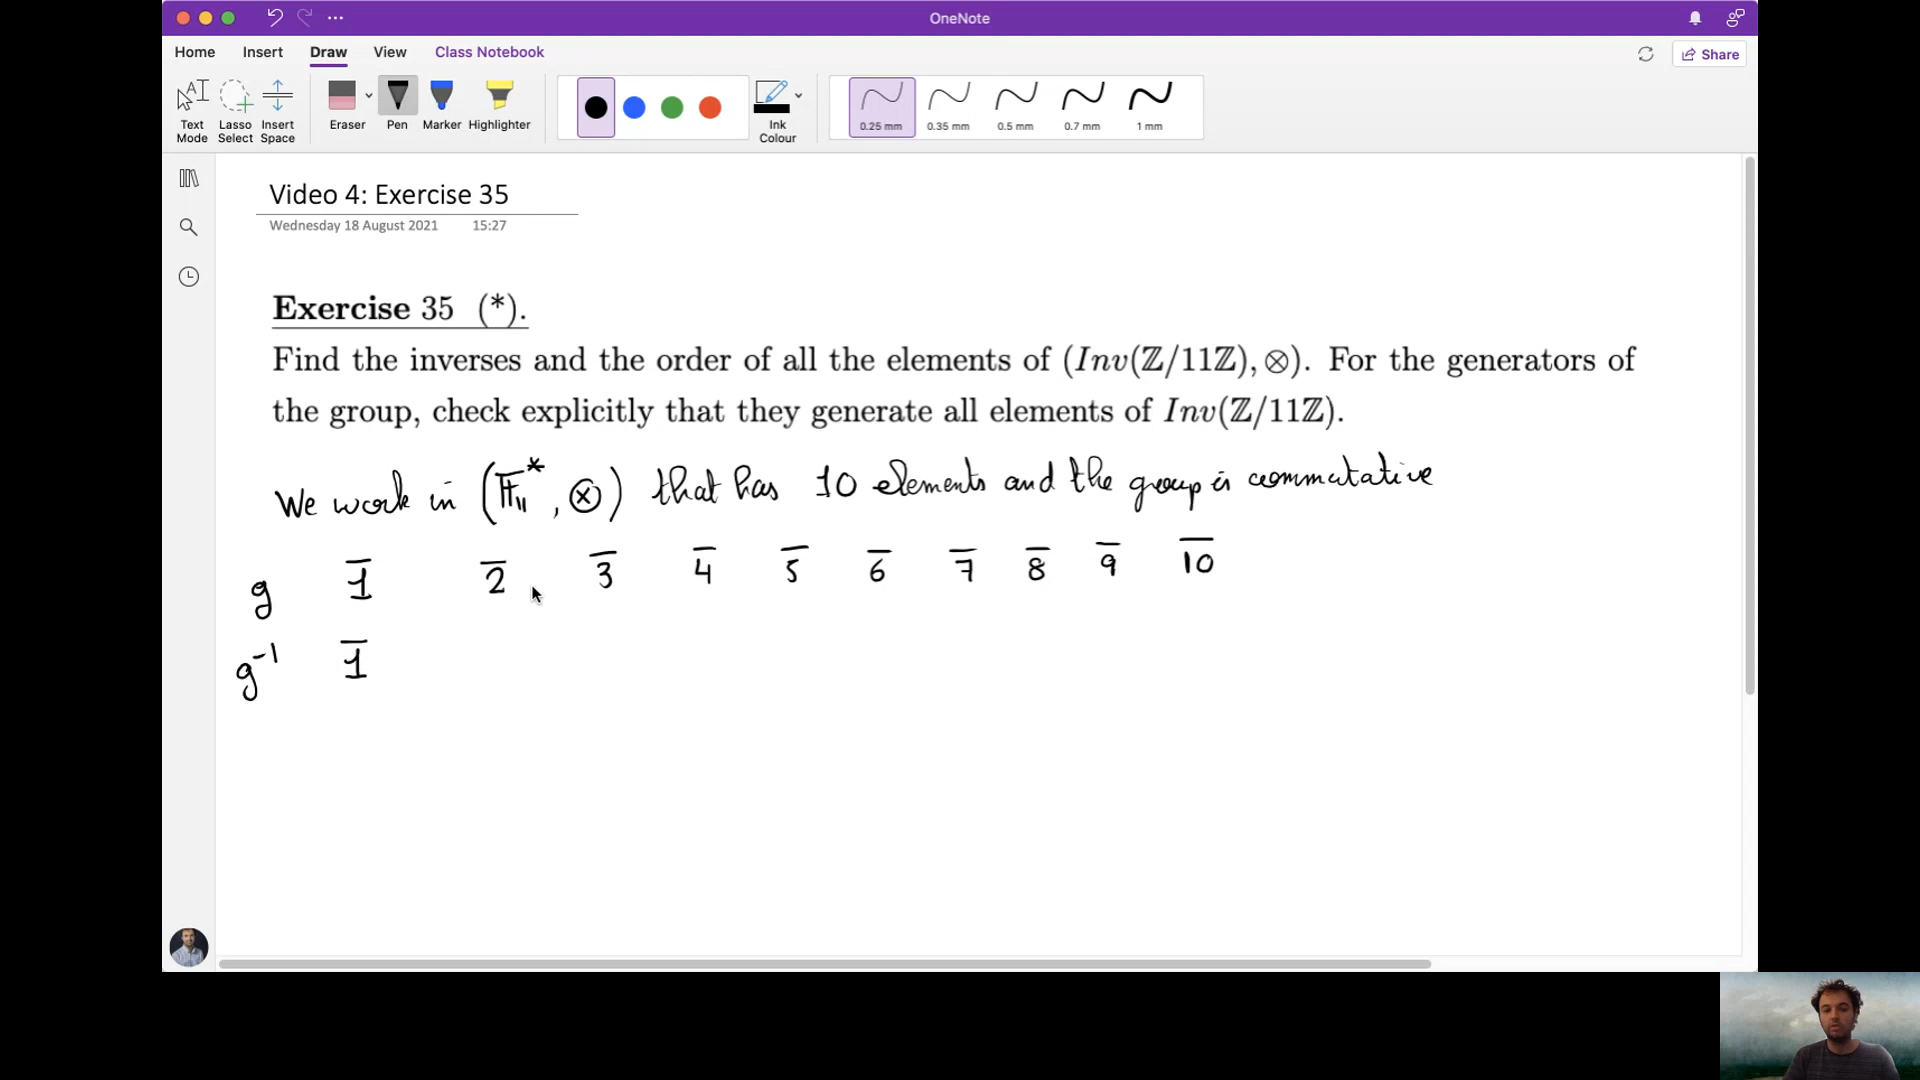 OneNote
Home Insert Draw View Class Notebook
Share
Text Mode
Lasso Select
Insert Space
Eraser
Pen
Marker
Highlighter
Ink Colour
0.25 mm
0.35 mm
0.5 mm
0.7 mm
1 mm
Video 4: Exercise 35
Wednesday 18 August 2021 15:27
Exercise 35 (*).
Find the inverses and the order of all the elements of (Inv(ℤ/11ℤ), ⊗). For the generators of
the group, check explicitly that they generate all elements of Inv(ℤ/11ℤ).
We work in (𝔽₁₁*, ⊗) that has 10 elements and the group is commutative
g 1̅ 2̅ 3̅ 4̅ 5̅ 6̅ 7̅ 8̅ 9̅ 1̅0̅
g⁻¹ 1̅